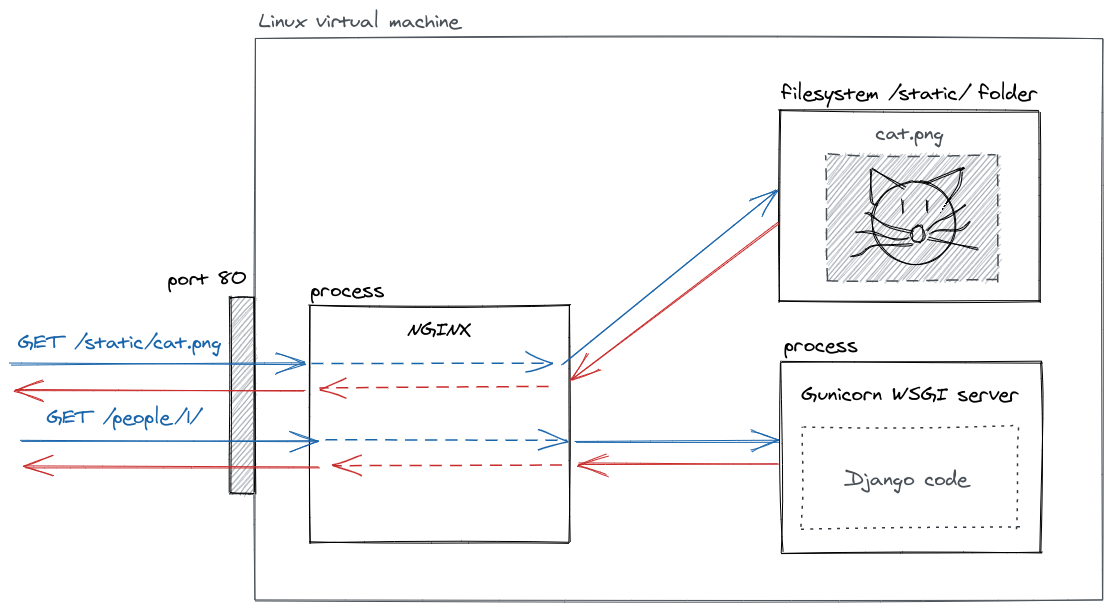 Linux virtual machine
filesystem /static/ folder
cat.png
port 80
process
NGINX
GET /static/cat.png
GET /people/1/
process
Gunicorn WSGI server
Django code